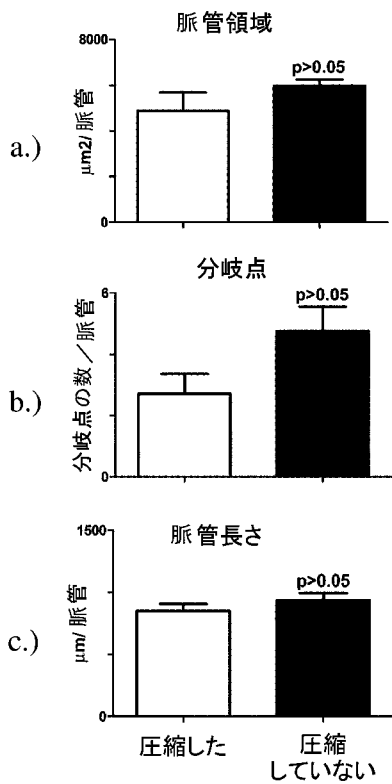 脈管領域
a.)
8000
0
μm2/脈管
p>0.05
分岐点
b.)
6
0
分岐点の数／脈管
p>0.05
脈管長さ
c.)
1500
0
μm/脈管
p>0.05
圧縮した
圧縮
していない